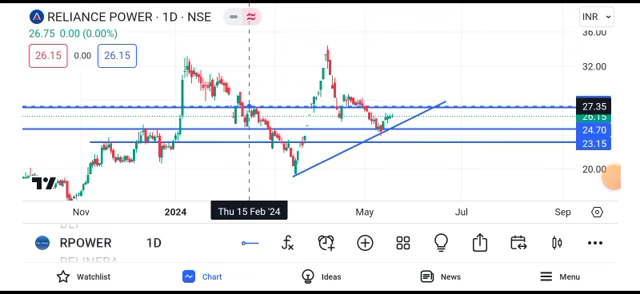 RELIANCE POWER · 1D · NSE
INR
26.75 0.00 (0.00%)
26.15 0.00 26.15
36.00
32.00
27.35
26.15
24.70
23.15
20.00
Nov 2024 Thu 15 Feb '24 May Jul Sep
RPOWER 1D
Watchlist Chart Ideas News Menu